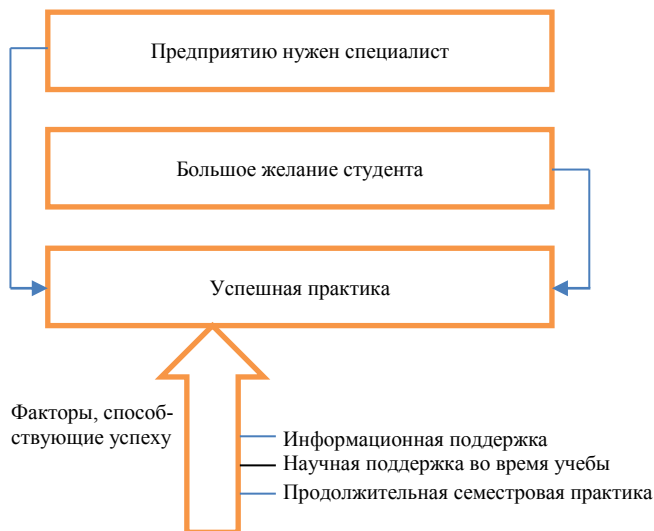 Предприятию нужен специалист
Большое желание студента
Успешная практика
Факторы, способ-
ствующие успеху
Информационная поддержка
Научная поддержка во время учебы
Продолжительная семестровая практика